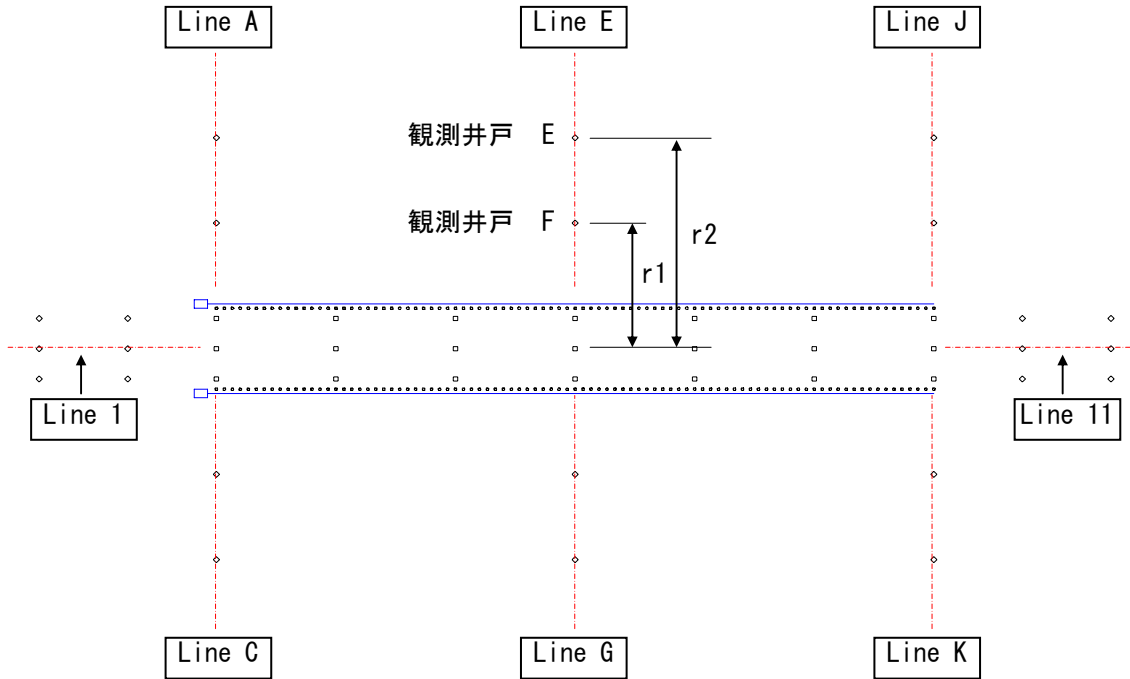 Line A
Line E
Line J
観測井戸 E
観測井戸 F
r2
r1
Line 1
Line 11
Line C
Line G
Line K